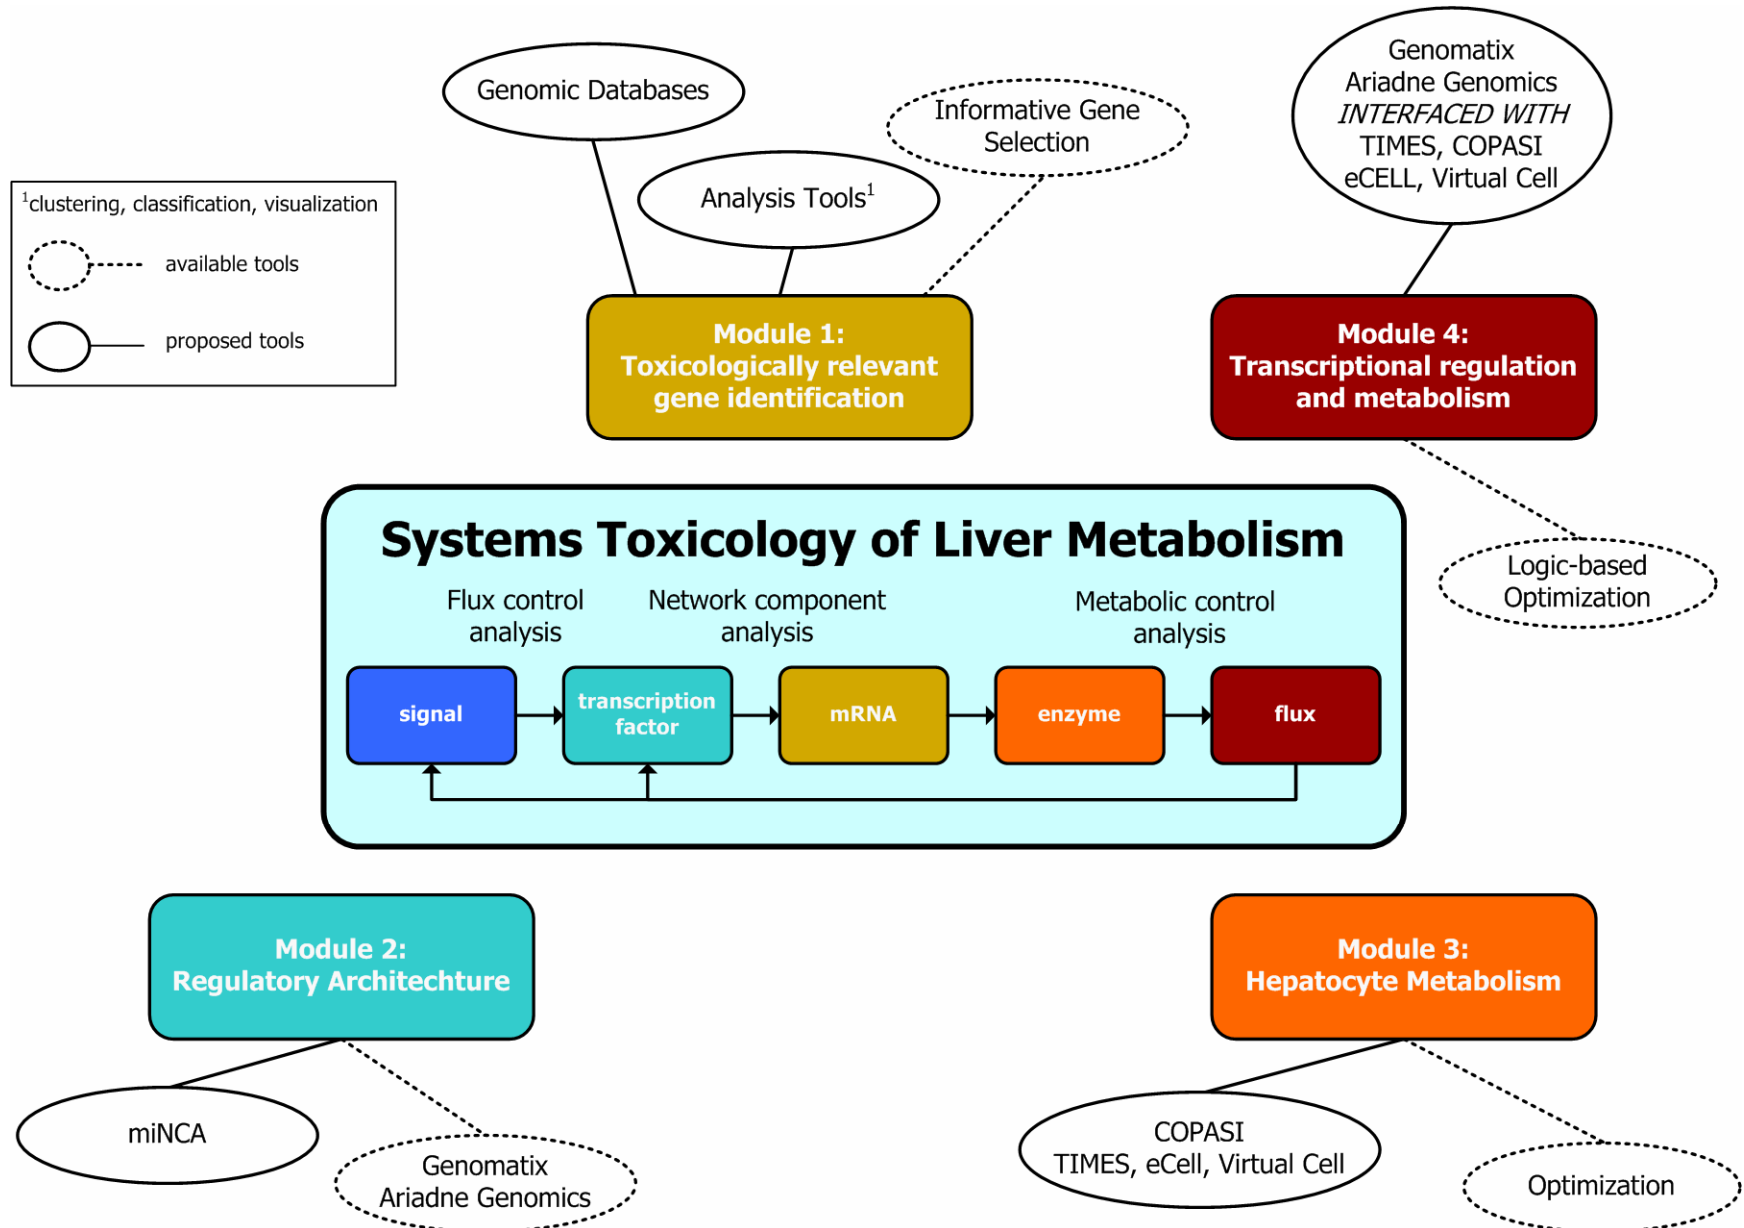 Genomic Databases
Informative Gene
Selection
Analysis Tools1
Genomatix
Ariadne Genomics
INTERFACED WITH
TIMES, COPASI
eCELL, Virtual Cell
1clustering, classification, visualization
available tools
proposed tools
Module 1:
Toxicologically relevant
gene identification
Module 4:
Transcriptional regulation
and metabolism
Logic-based
Optimization
Systems Toxicology of Liver Metabolism
Flux control
analysis
Network component
analysis
Metabolic control
analysis
signal
transcription
factor
mRNA
enzyme
flux
Module 2:
Regulatory Architechture
miNCA
Genomatix
Ariadne Genomics
Module 3:
Hepatocyte Metabolism
COPASI
TIMES, eCell, Virtual Cell
Optimization